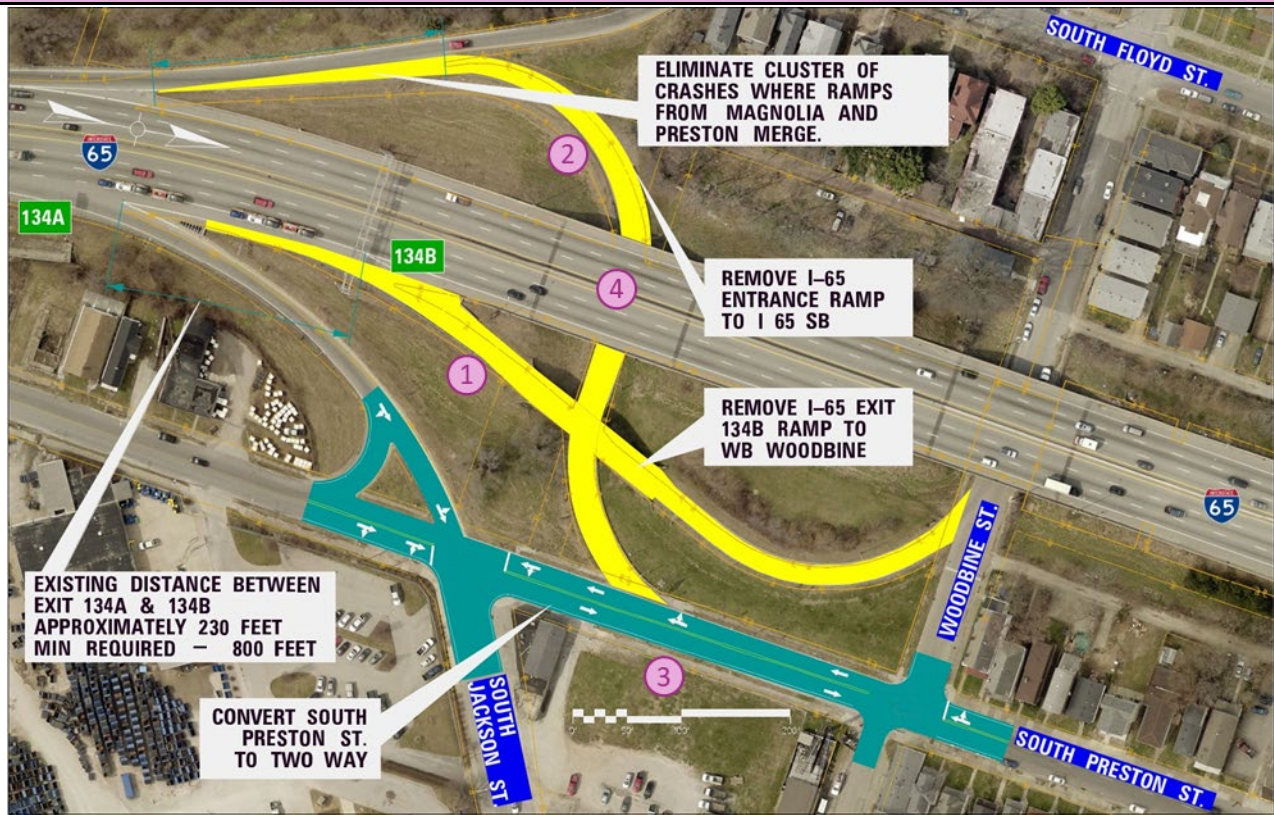 SOUTH FLOYD ST.
ELIMINATE CLUSTER OF
CRASHES WHERE RAMPS
FROM MAGNOLIA AND
PRESTON MERGE.
2
65
134A
134B
REMOVE I-65
ENTRANCE RAMP
TO I 65 SB
4
1
REMOVE I-65 EXIT
134B RAMP TO
WB WOODBINE
65
WOODBINE ST.
EXISTING DISTANCE BETWEEN
EXIT 134A & 134B
APPROXIMATELY 230 FEET
MIN REQUIRED - 800 FEET
3
CONVERT SOUTH
PRESTON ST.
TO TWO WAY
SOUTH
JACKSON ST.
SOUTH PRESTON ST.